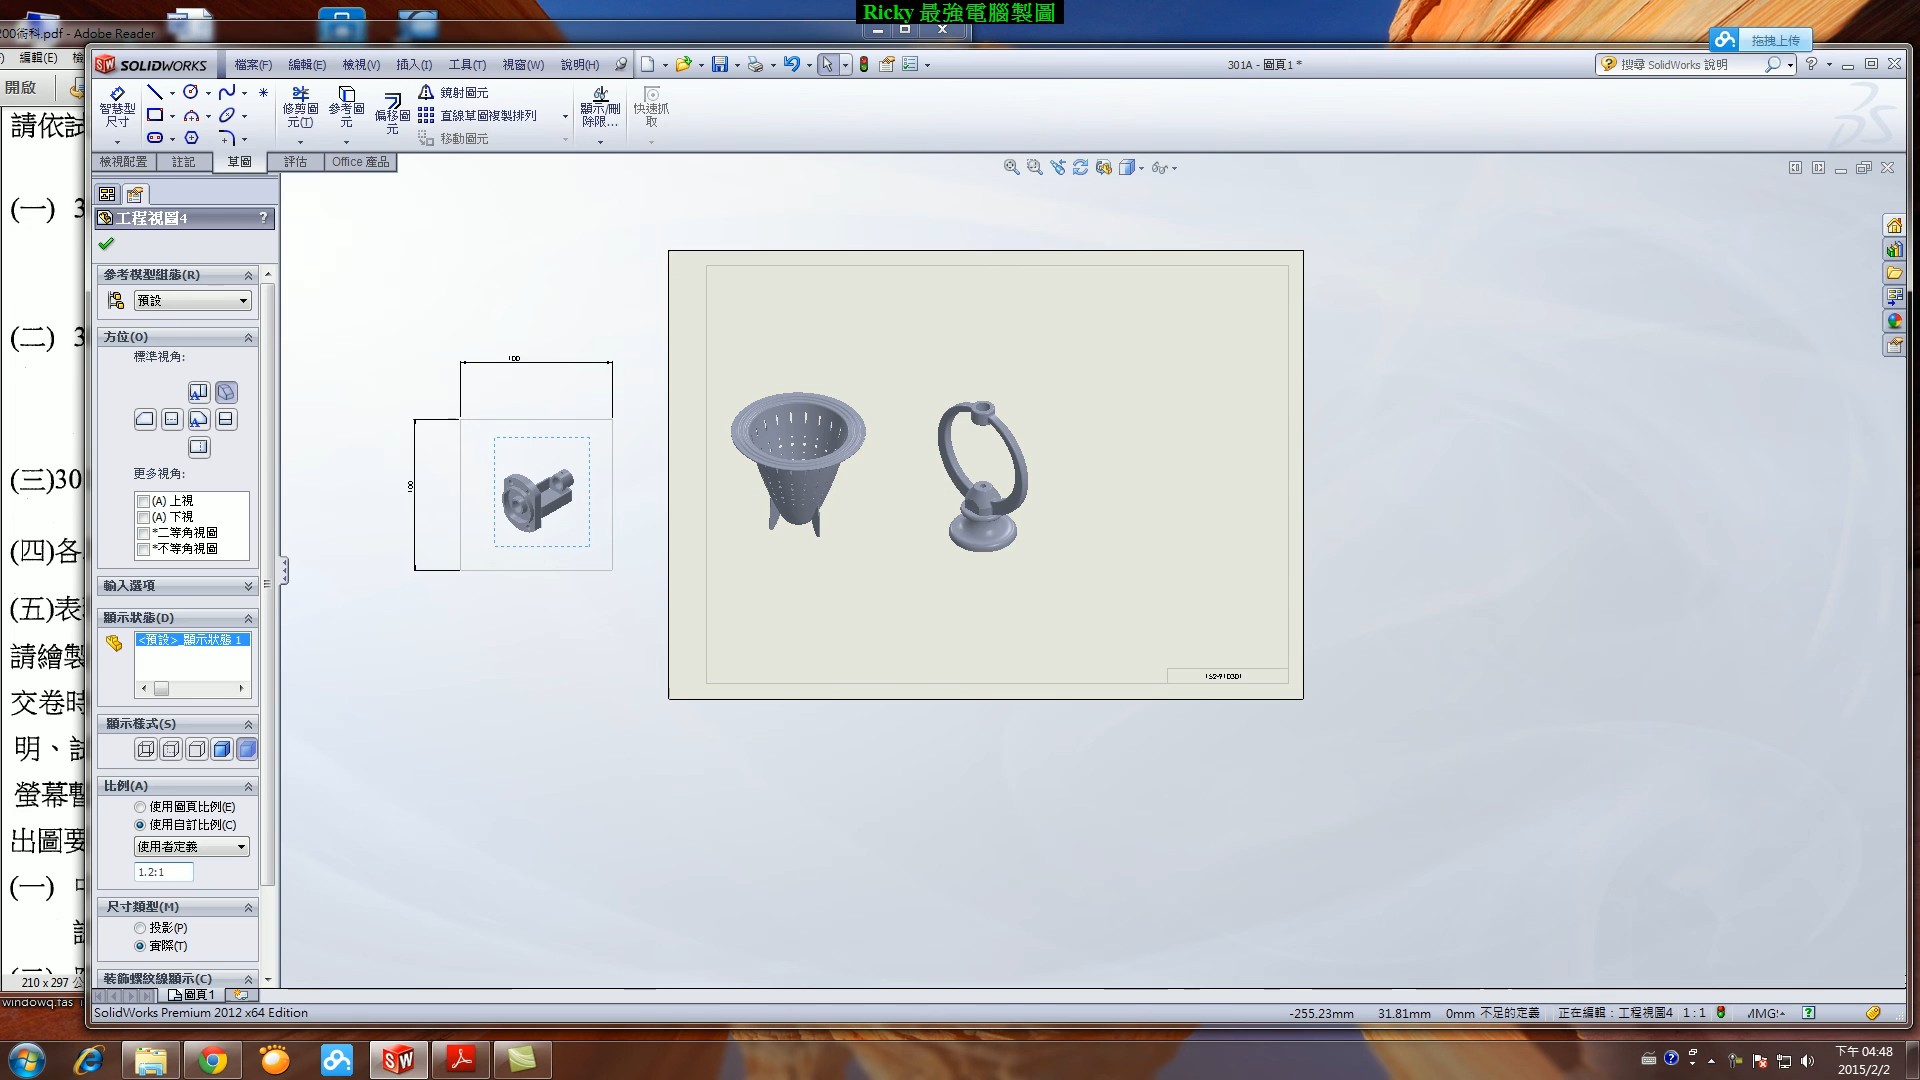 Ricky 最強電腦製圖
200術科.pdf - Adobe Reader
編輯(E)
開啟
拖拽上传
SOLIDWORKS
檔案(F) 編輯(E) 檢視(V) 插入(I) 工具(T) 視窗(W) 說明(H)
301A - 圖頁1 *
搜尋 SolidWorks 說明
智慧型尺寸
修剪圖元(T)
參考圖元
偏移圖元
鏡射圖元
直線草圖複製排列
移動圖元
顯示/刪除限...
快速抓取
檢視配置 註記 草圖 評估 Office 產品
工程視圖4
?
參考模型組態(R)
預設
方位(O)
標準視角:
更多視角:
(A) 上視
(A) 下視
*二等角視圖
*不等角視圖
輸入選項
顯示狀態(D)
<預設>_顯示狀態 1
顯示樣式(S)
比例(A)
使用圖頁比例(E)
使用自訂比例(C)
使用者定義
1.2:1
尺寸類型(M)
投影(P)
實際(T)
裝飾螺紋線顯示(C)
圖頁1
請依試
(一) 3
(二) 3
(三)30
(四)各
(五)表
請繪製
交卷時
明、試
螢幕暫
出圖要
(一)
210 x 297 公
windowq.fas
100
100
152-910301
SolidWorks Premium 2012 x64 Edition
-255.23mm 31.81mm 0mm 不足的定義 正在編輯：工程視圖4 1 : 1
下午 04:48
2015/2/2